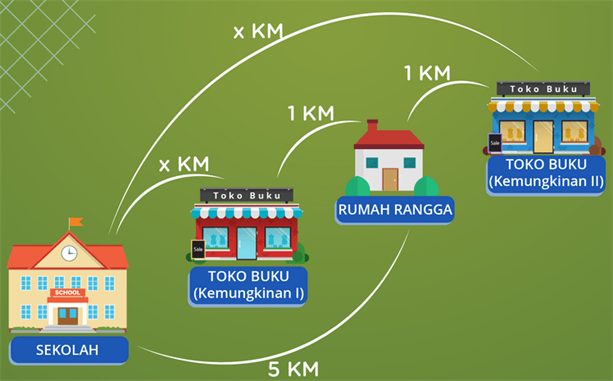 x KM
1 KM
Toko Buku
Sale
TOKO BUKU
(Kemungkinan II)
1 KM
RUMAH RANGGA
x KM
Toko Buku
Sale
TOKO BUKU
(Kemungkinan I)
SCHOOL
SEKOLAH
5 KM